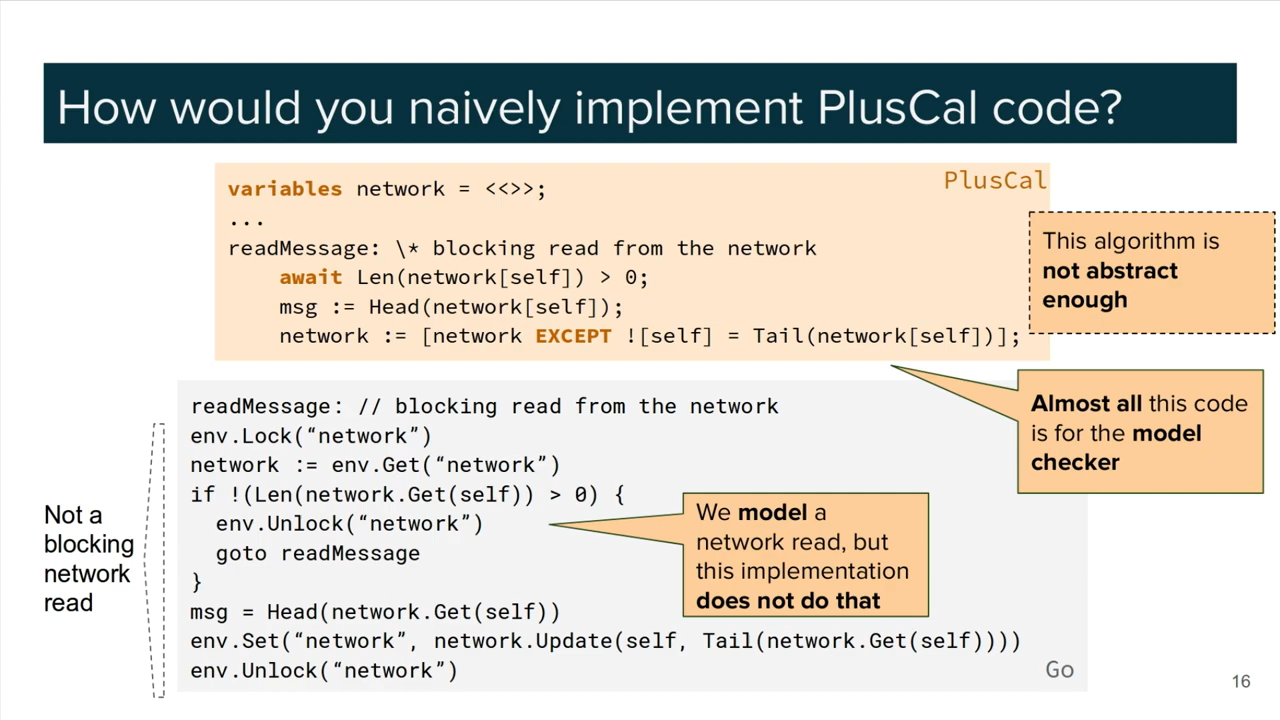 How would you naively implement PlusCal code?
PlusCal
variables network = <<>>;
...
readMessage: \* blocking read from the network
await Len(network[self]) > 0;
msg := Head(network[self]);
network := [network EXCEPT ![self] = Tail(network[self])];
This algorithm is
not abstract
enough
Almost all this code
is for the model
checker
readMessage: // blocking read from the network
env.Lock(“network”)
network := env.Get(“network”)
if !(Len(network.Get(self)) > 0) {
env.Unlock(“network”)
goto readMessage
}
msg = Head(network.Get(self))
env.Set(“network”, network.Update(self, Tail(network.Get(self))))
env.Unlock(“network”)
Go
We model a
network read, but
this implementation
does not do that
Not a
blocking
network
read
16